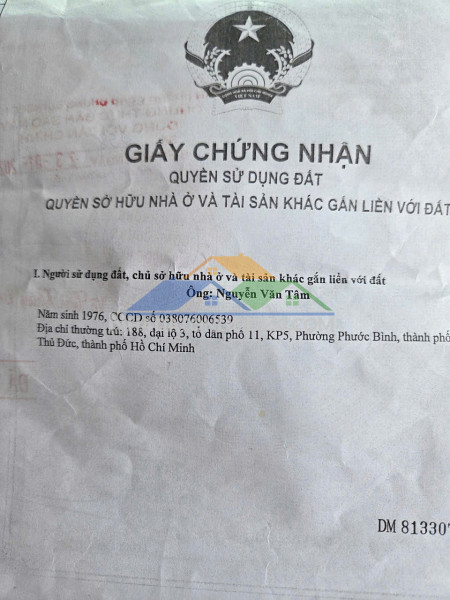 VIỆT NAM
GIẤY CHỨNG NHẬN
QUYỀN SỬ DỤNG ĐẤT
QUYỀN SỞ HỮU NHÀ Ở VÀ TÀI SẢN KHÁC GẮN LIỀN VỚI ĐẤT
I. Người sử dụng đất, chủ sở hữu nhà ở và tài sản khác gắn liền với đất
Ông: Nguyễn Văn Tâm
Năm sinh 1976, CCCD số 038076006539
Địa chỉ thường trú: 188, đại lộ 3, tổ dân phố 11, KP5, Phường Phước Bình, thành phố
Thủ Đức, thành phố Hồ Chí Minh
DM 81330